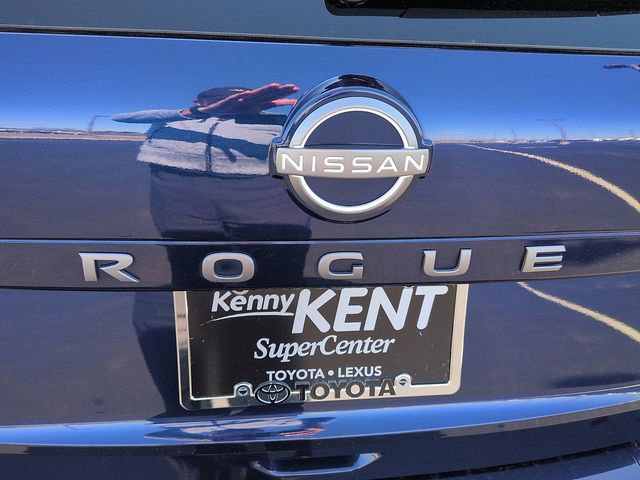 NISSAN
ROGUE
Kenny KENT
SuperCenter
TOYOTA • LEXUS
TOYOTA